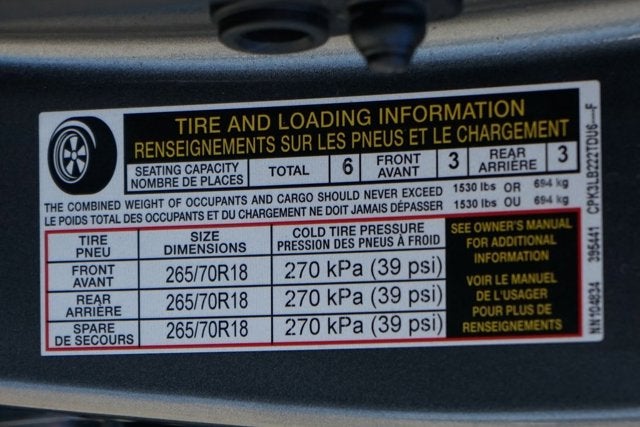 TIRE AND LOADING INFORMATION
RENSEIGNEMENTS SUR LES PNEUS ET LE CHARGEMENT
SEATING CAPACITY
NOMBRE DE PLACES
TOTAL 6
FRONT
AVANT
3
REAR
ARRIÈRE
3
THE COMBINED WEIGHT OF OCCUPANTS AND CARGO SHOULD NEVER EXCEED 1530 lbs OR 694 kg
LE POIDS TOTAL DES OCCUPANTS ET DU CHARGEMENT NE DOIT JAMAIS DÉPASSER 1530 lbs OU 694 kg
TIRE
PNEU
SIZE
DIMENSIONS
COLD TIRE PRESSURE
PRESSION DES PNEUS À FROID
FRONT
AVANT
265/70R18
270 kPa (39 psi)
REAR
ARRIÈRE
265/70R18
270 kPa (39 psi)
SPARE
DE SECOURS
265/70R18
270 kPa (39 psi)
SEE OWNER'S MANUAL
FOR ADDITIONAL
INFORMATION
VOIR LE MANUEL
DE L'USAGER
POUR PLUS DE
RENSEIGNEMENTS
NN104834 395441 CPK3LB222TDU6----F